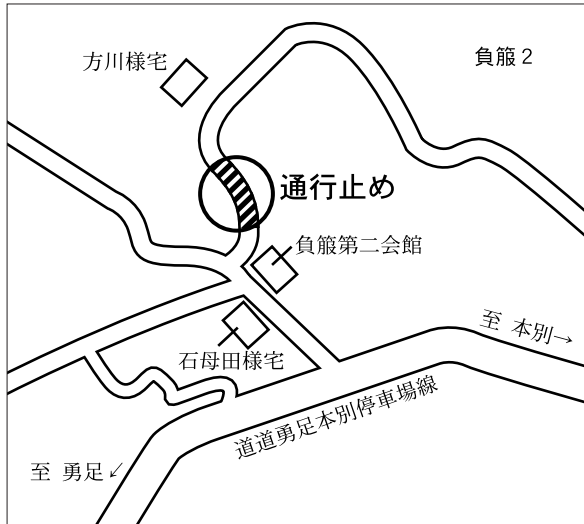 方川様宅
負箙２
通行止め
負箙第二会館
至 本別→
石母田様宅
道道勇足本別停車場線
至 勇足↙